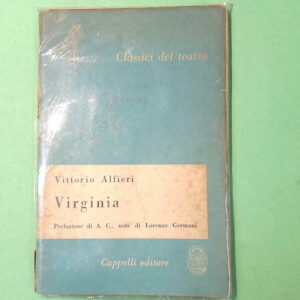 Classici del teatro
Vittorio Alfieri
Virginia
Prefazione di A. C. note di Lorenzo Germani
Cappelli editore